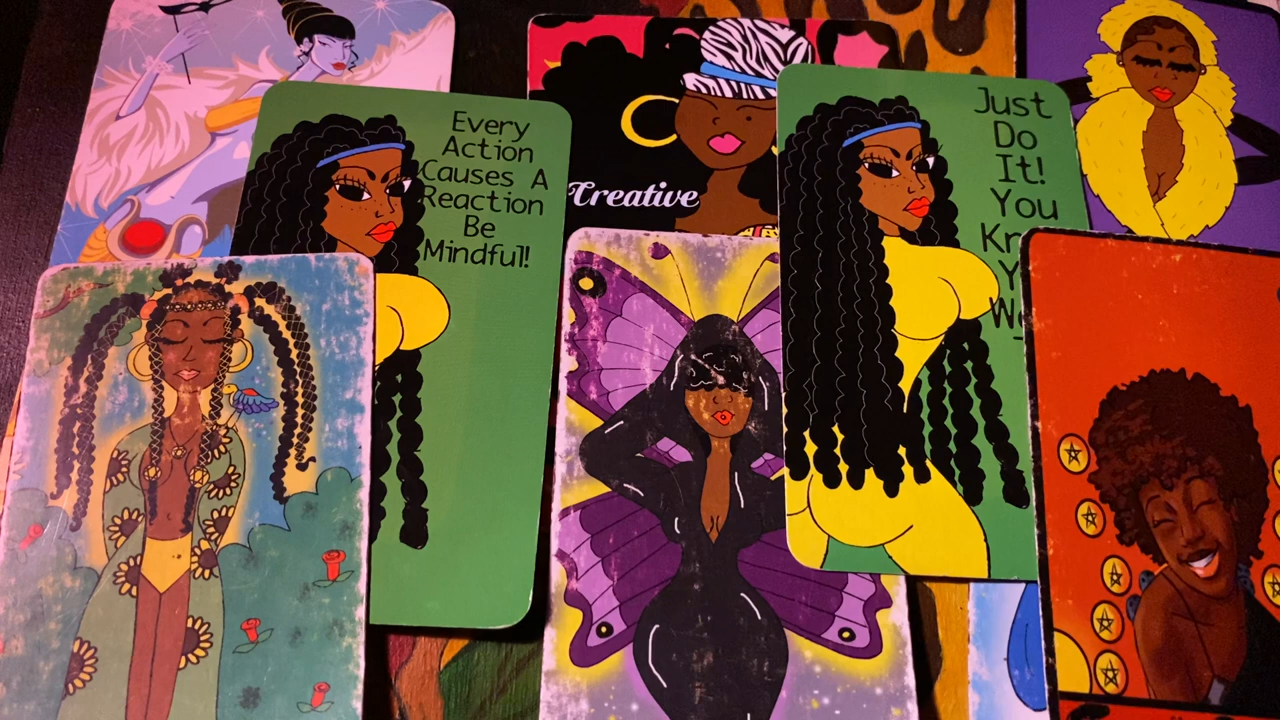 Every
Action
Causes A
Reaction
Be
Mindful!
Creative
Just
Do
It!
You